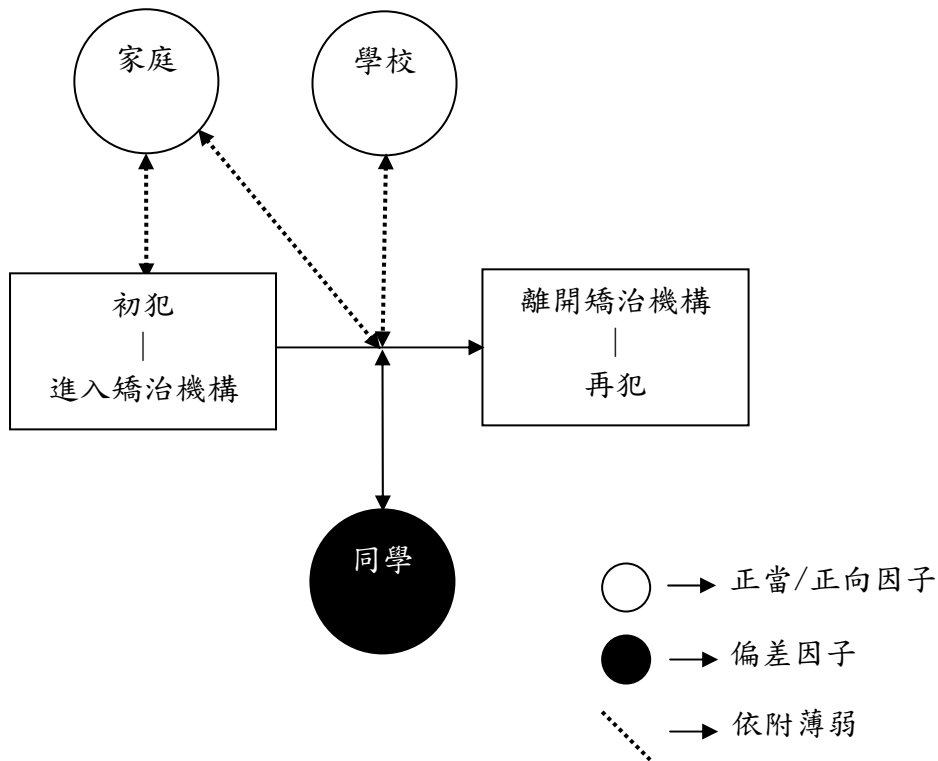 家庭
學校
初犯
｜
進入矯治機構
離開矯治機構
｜
再犯
同學
正當/正向因子
偏差因子
依附薄弱